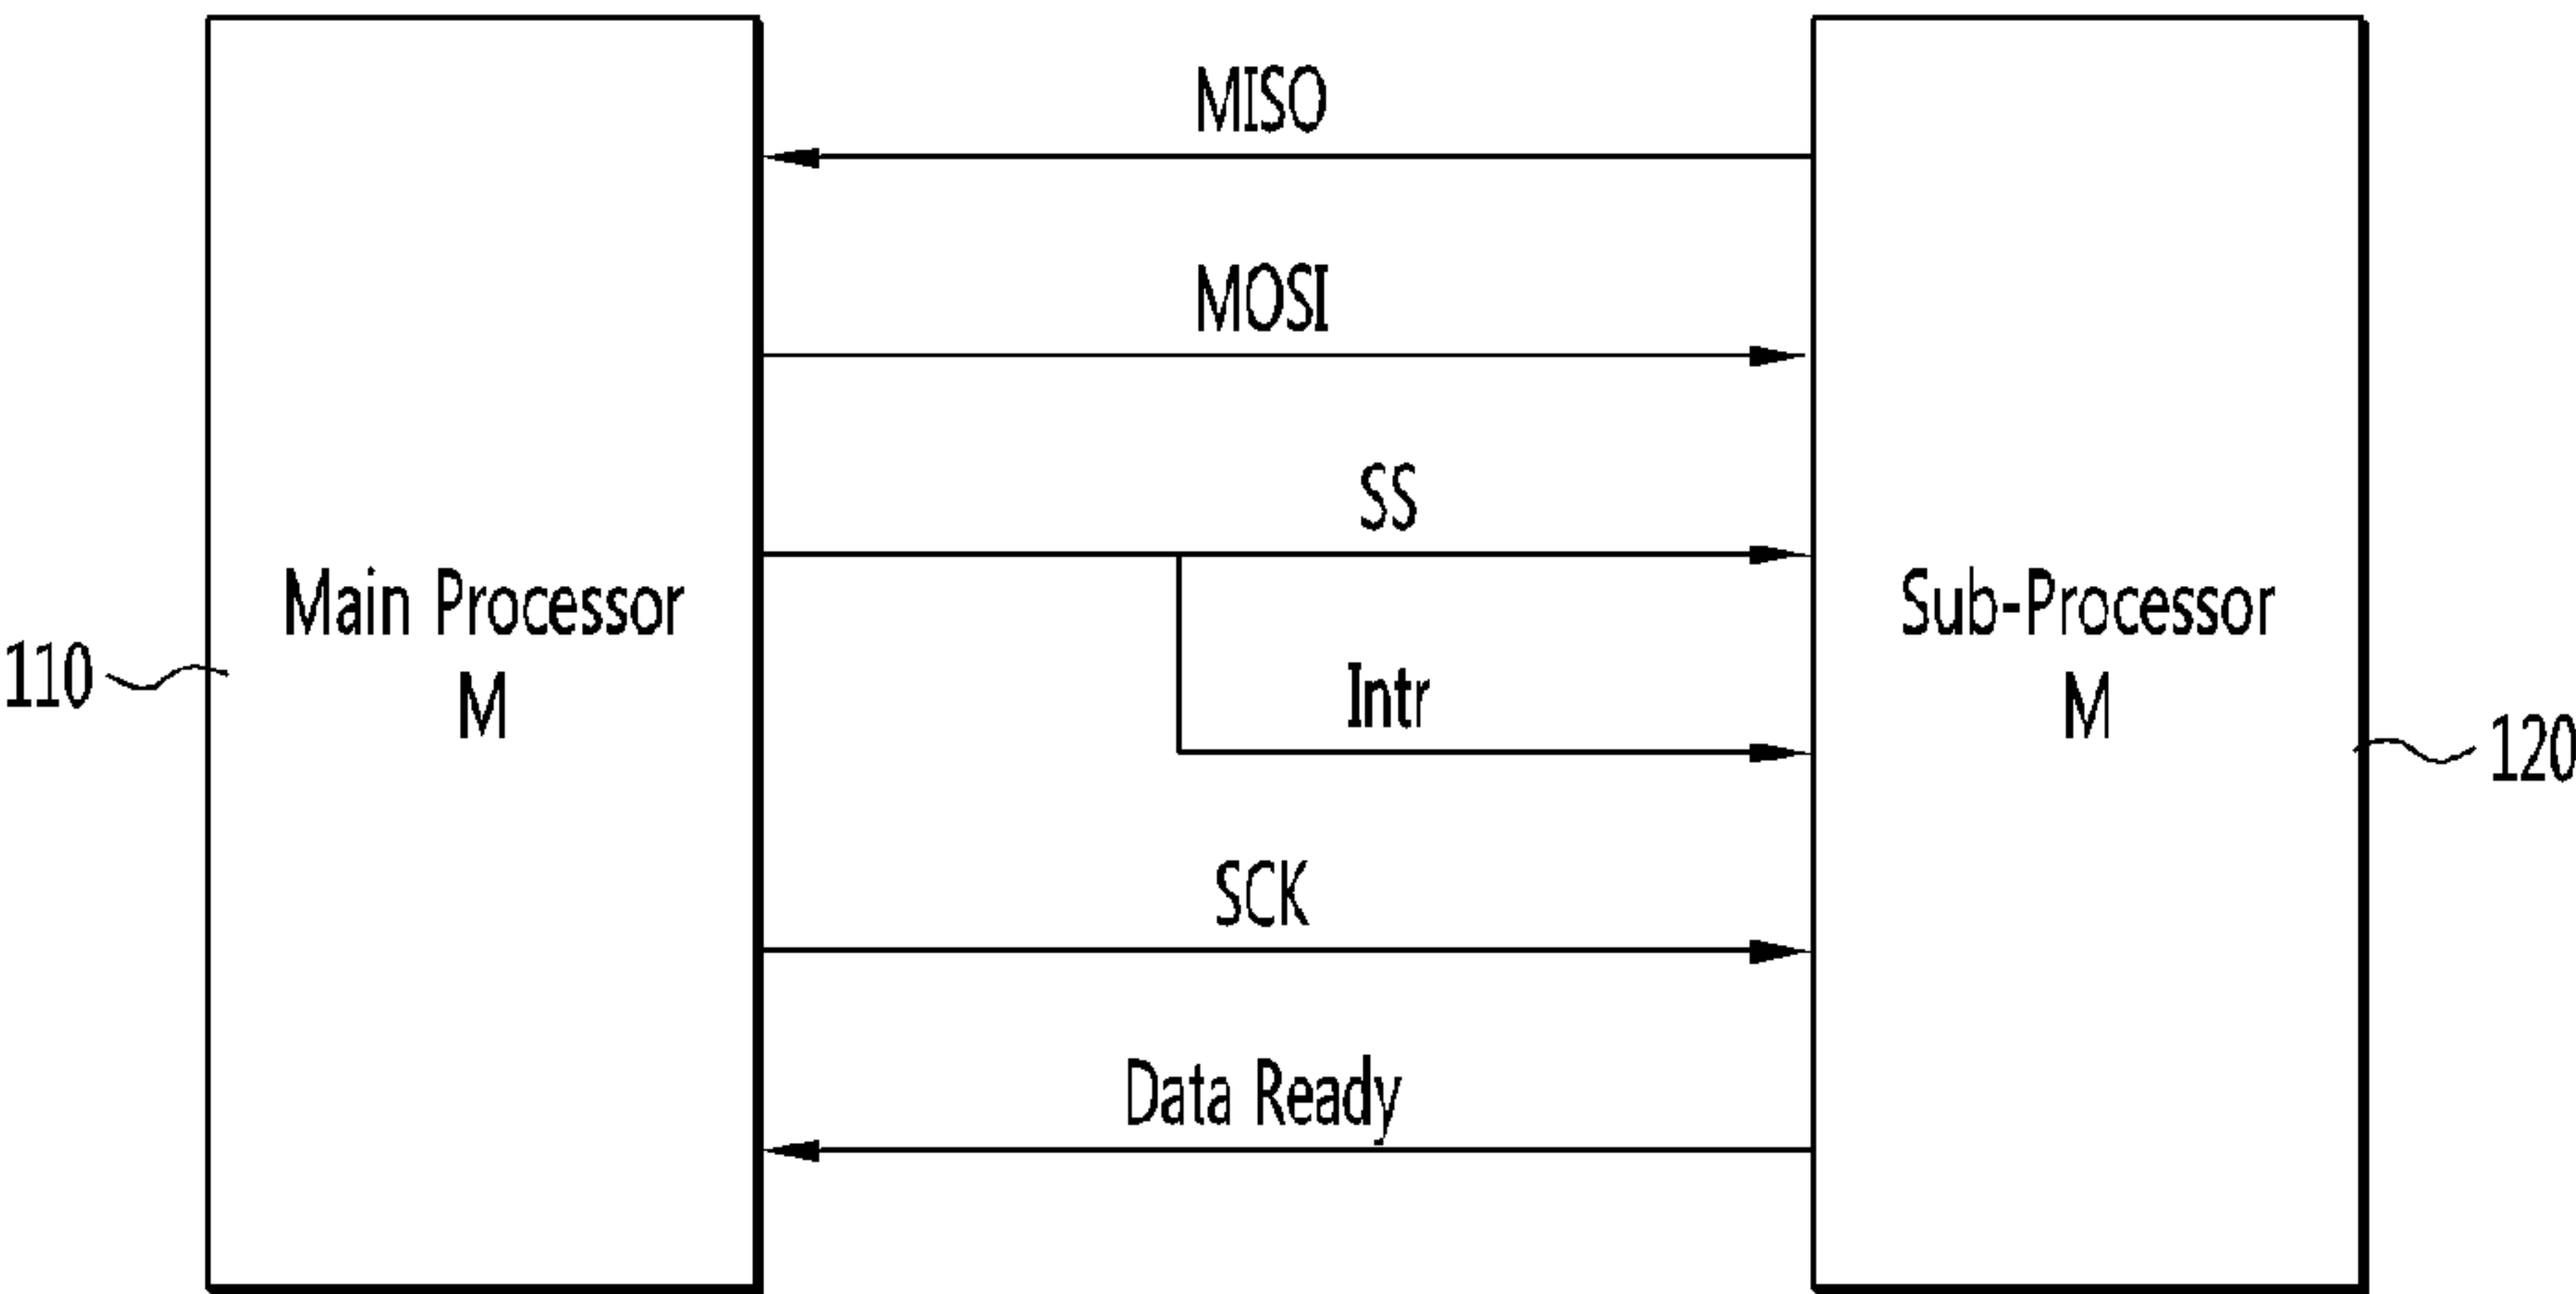 MISO
MOSI
SS
Main Processor
M
Sub-Processor
M
110
Intr
120
SCK
Data Ready